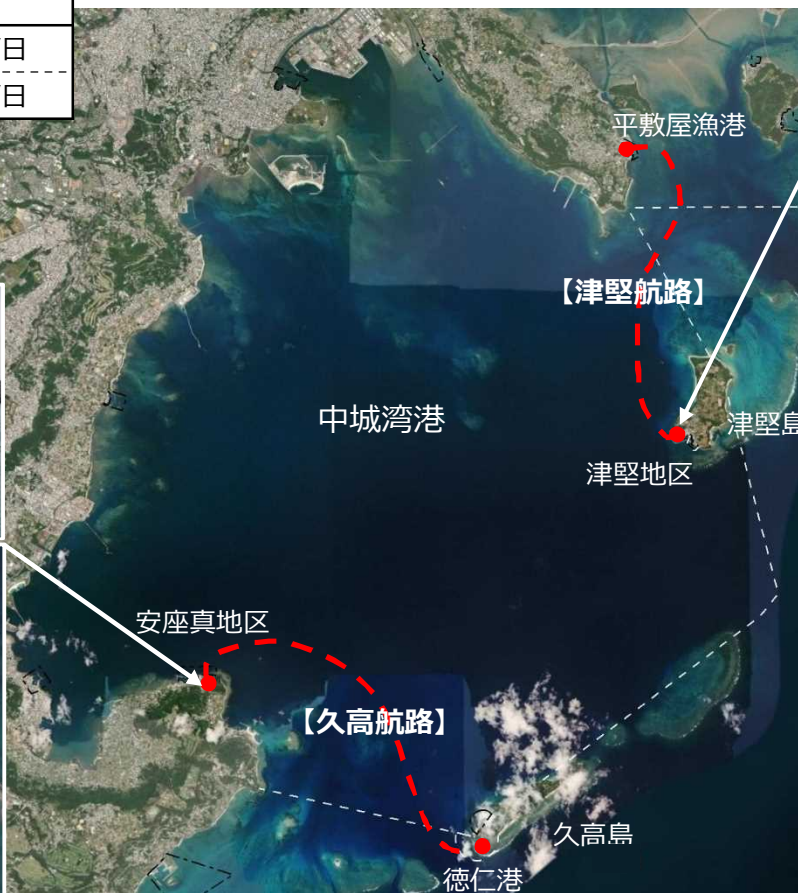 日
日
平敷屋漁港
【津堅航路】
中城湾港
津堅島
津堅地区
安座真地区
【久高航路】
久高島
徳仁港